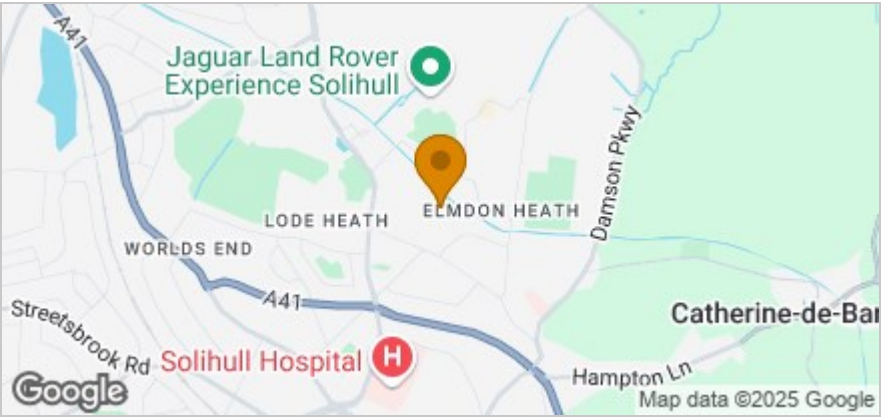 A41
Jaguar Land Rover
Experience Solihull
Damson Pkwy
ELMDON HEATH
LODE HEATH
WORLDS END
A41
Streetsbrook Rd
Catherine-de-Bar
Solihull Hospital
H
Hampton Ln
Google
Map data ©2025 Google